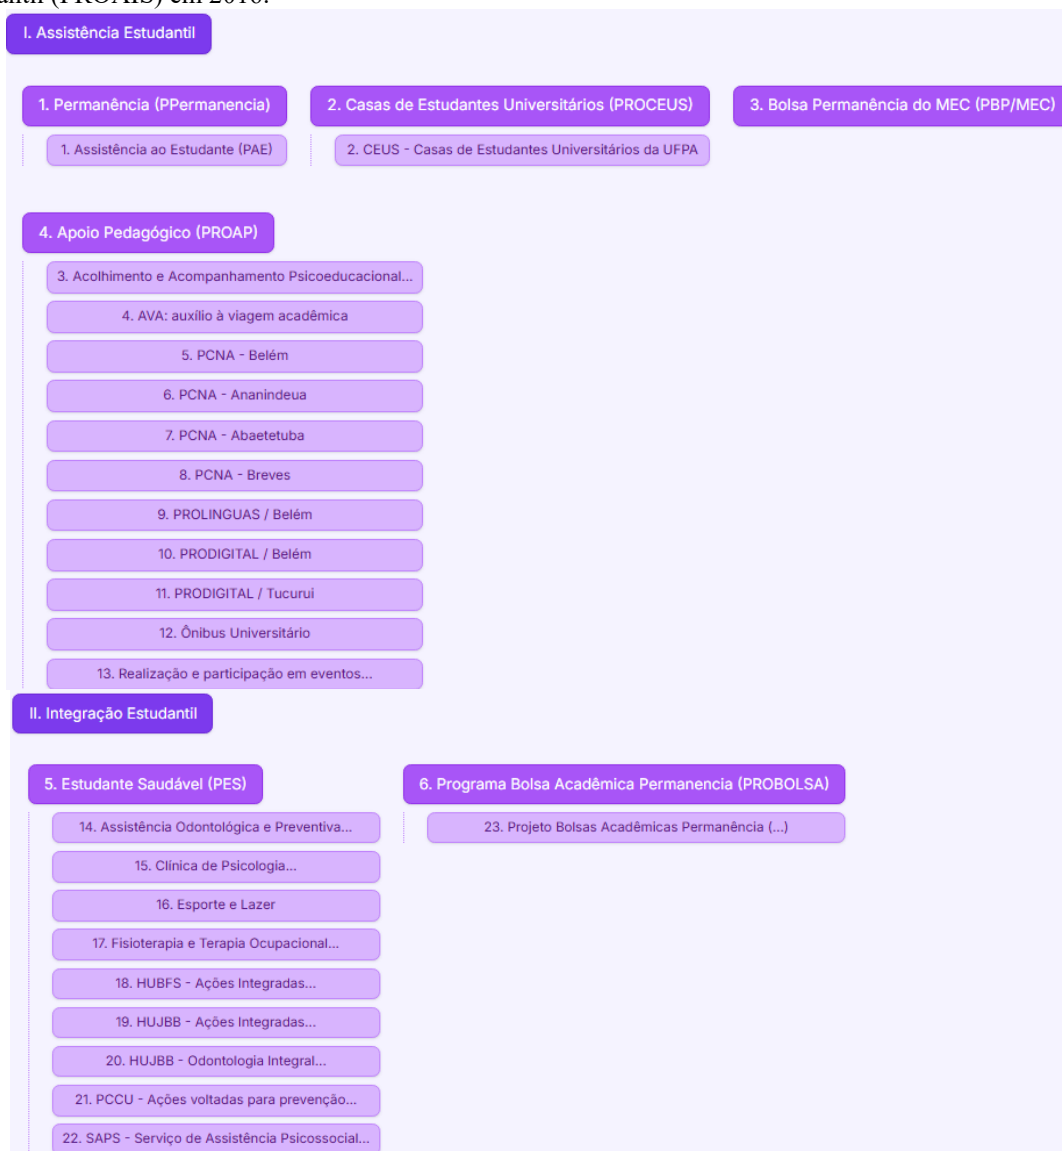 (PROAIS) em 2016.
I. Assistência Estudantil
1. Permanência (PPermanencia)
2. Casas de Estudantes Universitários (PROCEUS)
3. Bolsa Permanência do MEC (PBP/MEC)
1. Assistência ao Estudante (PAE)
2. CEUS - Casas de Estudantes Universitários da UFPA
4. Apoio Pedagógico (PROAP)
3. Acolhimento e Acompanhamento Psicoeducacional...
4. AVA: auxílio à viagem acadêmica
5. PCNA - Belém
6. PCNA - Ananindeua
7. PCNA - Abaetetuba
8. PCNA - Breves
9. PROLINGUAS / Belém
10. PRODIGITAL / Belém
11. PRODIGITAL / Tucurui
12. Ônibus Universitário
13. Realização e participação em eventos...
II. Integração Estudantil
5. Estudante Saudável (PES)
6. Programa Bolsa Acadêmica Permanencia (PROBOLSA)
14. Assistência Odontológica e Preventiva...
23. Projeto Bolsas Acadêmicas Permanência (...)
15. Clínica de Psicologia...
16. Esporte e Lazer
17. Fisioterapia e Terapia Ocupacional...
18. HUBFS - Ações Integradas...
19. HUJBB - Ações Integradas...
20. HUJBB - Odontologia Integral...
21. PCCU - Ações voltadas para prevenção...
22. SAPS - Serviço de Assistência Psicossocial...